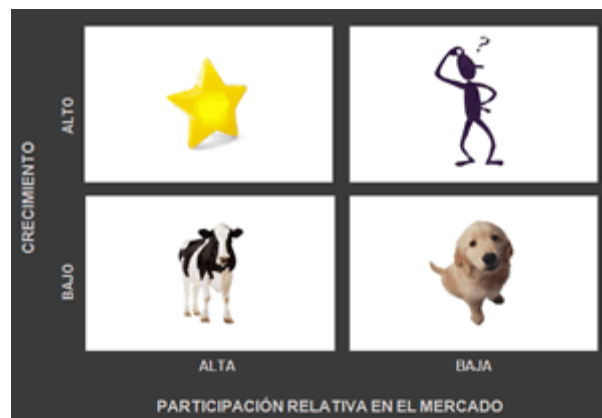 ?
ALTO
CRECIMIENTO
BAJO
ALTA
BAJA
PARTICIPACIÓN RELATIVA EN EL MERCADO